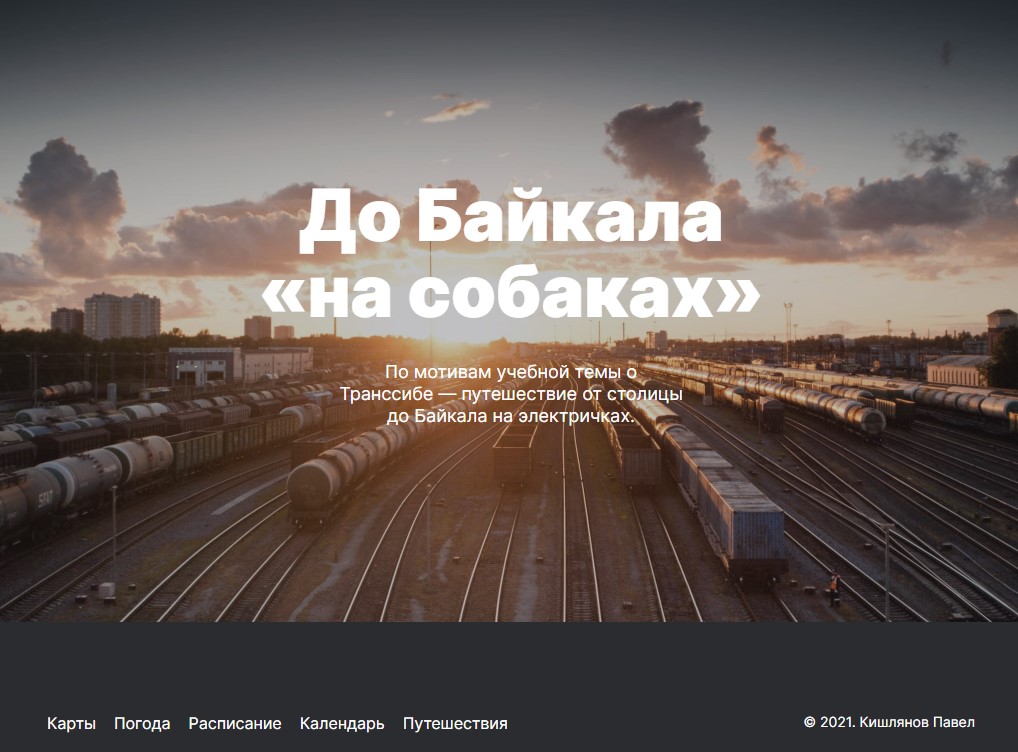 До Байкала
«на собаках»
По мотивам учебной темы о
Транссибе — путешествие от столицы
до Байкала на электричках.
Карты Погода Расписание Календарь Путешествия
© 2021. Кишлянов Павел